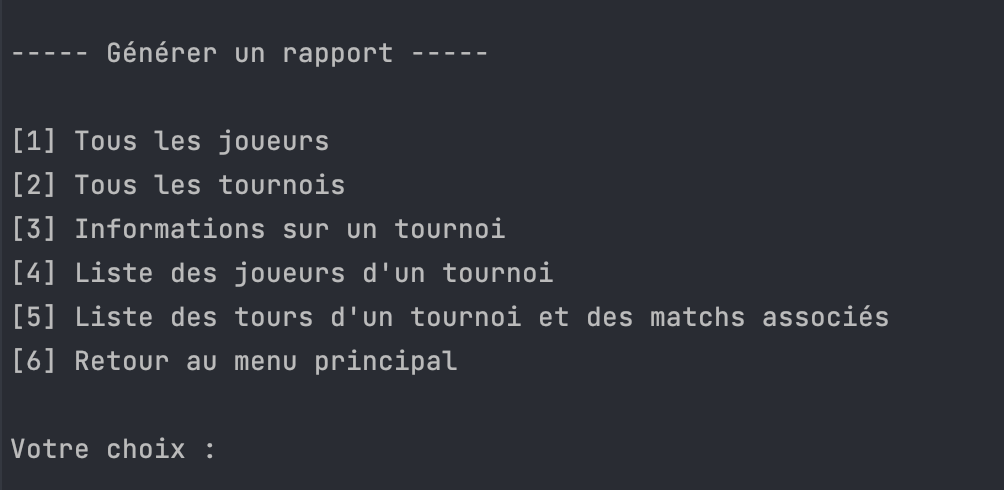 ----- Générer un rapport -----
[1] Tous les joueurs
[2] Tous les tournois
[3] Informations sur un tournoi
[4] Liste des joueurs d'un tournoi
[5] Liste des tours d'un tournoi et des matchs associés
[6] Retour au menu principal
Votre choix :